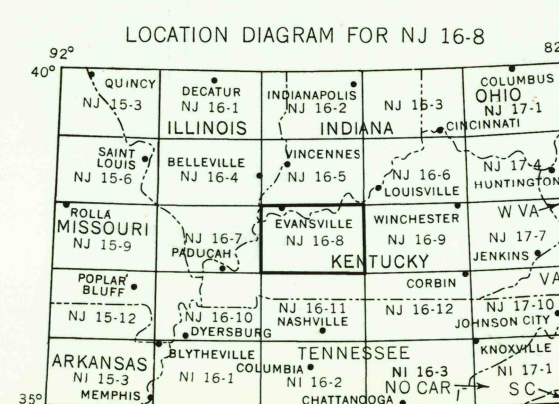 LOCATION DIAGRAM FOR NJ 16-8
92°
82
40°
QUINCY
NJ 15-3
DECATUR
NJ 16-1
ILLINOIS
INDIANAPOLIS
NJ 16-2
INDIANA
NJ 16-3
CINCINNATI
COLUMBUS
OHIO
NJ 17-1
SAINT
LOUIS
NJ 15-6
BELLEVILLE
NJ 16-4
VINCENNES
NJ 16-5
NJ 16-6
LOUISVILLE
NJ 17-4
HUNTINGTON
ROLLA
MISSOURI
NJ 15-9
NJ 16-7
PADUCAH
EVANSVILLE
NJ 16-8
KENTUCKY
WINCHESTER
NJ 16-9
W VA
NJ 17-7
JENKINS
POPLAR
BLUFF
NJ 15-12
NJ 16-10
DYERSBURG
NJ 16-11
NASHVILLE
CORBIN
NJ 16-12
VA
NJ 17-10
JOHNSON CITY
ARKANSAS
NI 15-3
MEMPHIS
BLYTHEVILLE
NI 16-1
TENNESSEE
COLUMBIA
NI 16-2
CHATTANOOGA
NI 16-3
NO CAR
KNOXVILLE
NI 17-1
S C
35°